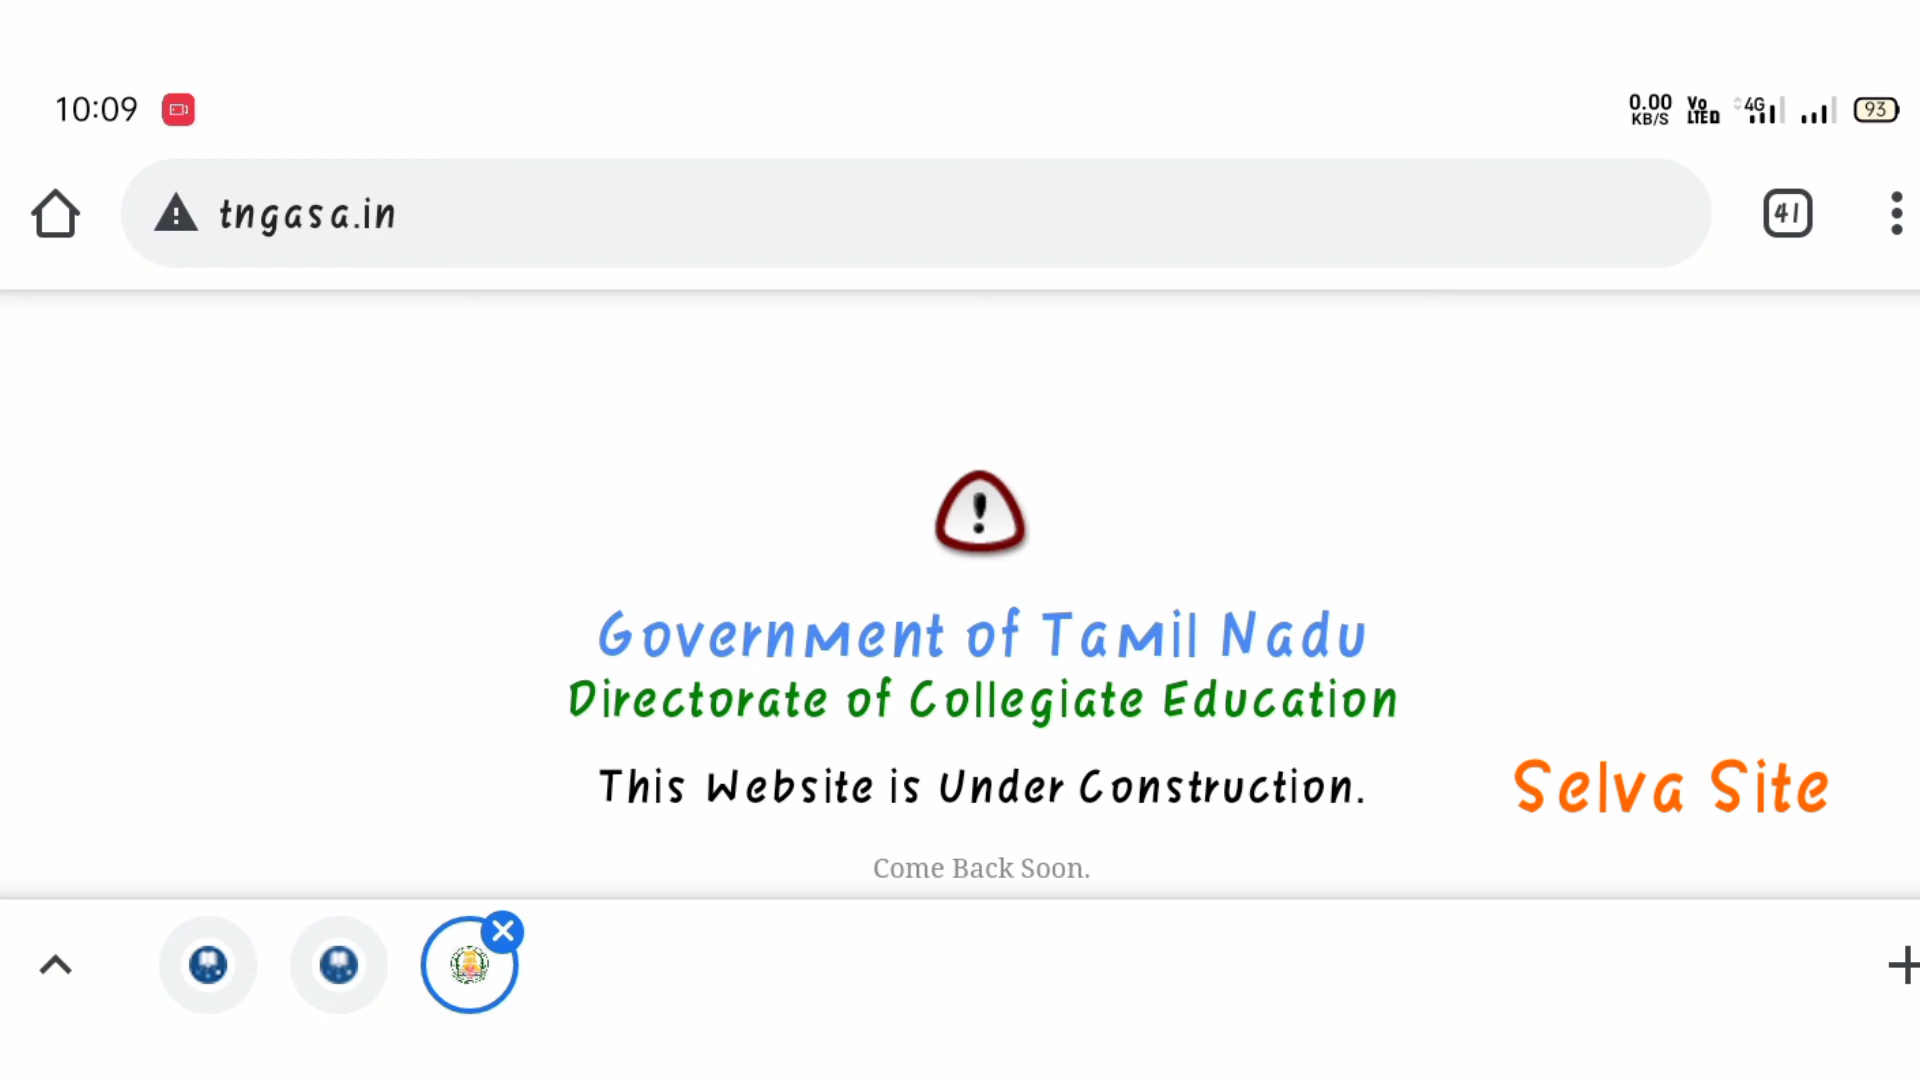 10:09
0.00 KB/S Vo LTE 4G 93
tngasa.in
41
Government of Tamil Nadu
Directorate of Collegiate Education
This Website is Under Construction.
Selva Site
Come Back Soon.